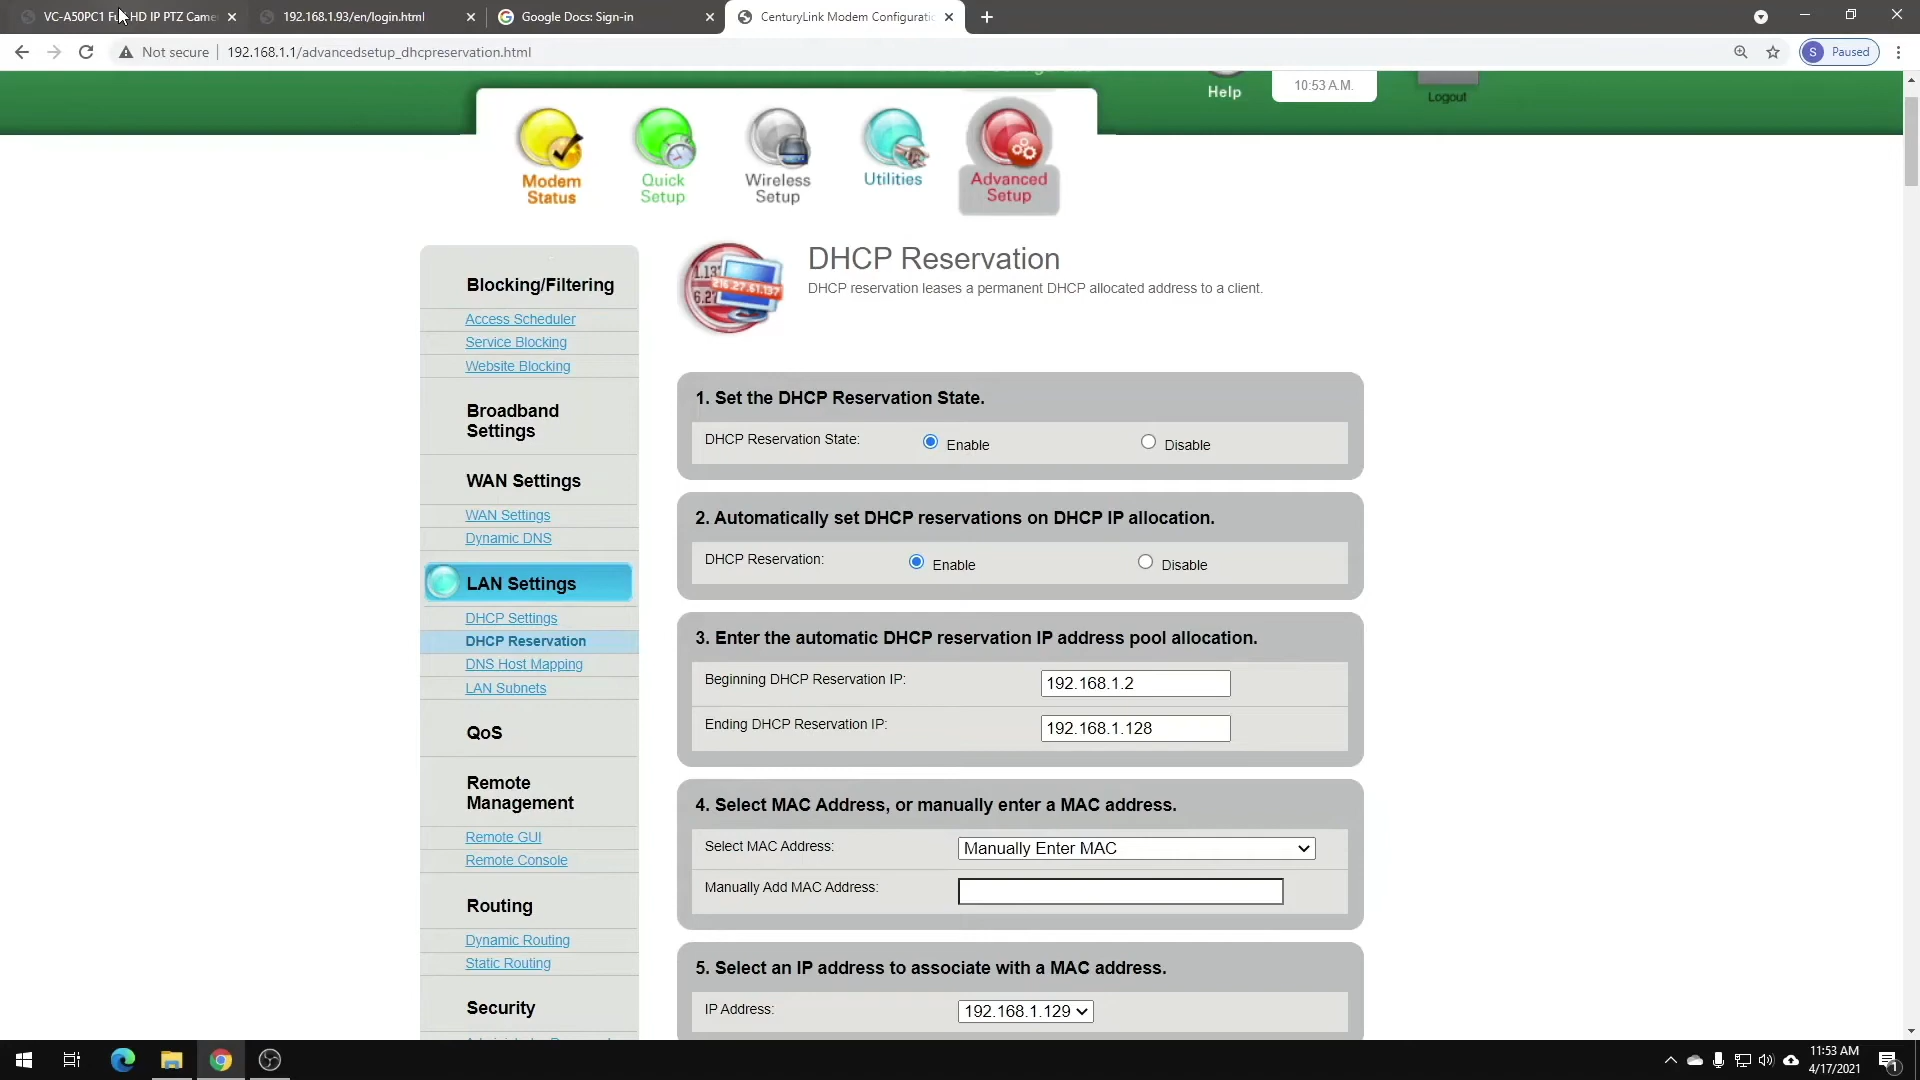 VC-A50PC1 Full HD IP PTZ Came
192.168.1.93/en/login.html
Google Docs: Sign-in
CenturyLink Modem Configuratio
Not secure
192.168.1.1/advancedsetup_dhcpreservation.html
S
Paused
Help
10:53 A.M.
Logout
Modem
Status
Quick
Setup
Wireless
Setup
Utilities
Advanced
Setup
Blocking/Filtering
Access Scheduler
Service Blocking
Website Blocking
Broadband
Settings
WAN Settings
WAN Settings
Dynamic DNS
LAN Settings
DHCP Settings
DHCP Reservation
DNS Host Mapping
LAN Subnets
QoS
Remote
Management
Remote GUI
Remote Console
Routing
Dynamic Routing
Static Routing
Security
216.27.61.137
DHCP Reservation
DHCP reservation leases a permanent DHCP allocated address to a client.
1. Set the DHCP Reservation State.
DHCP Reservation State: Enable Disable
2. Automatically set DHCP reservations on DHCP IP allocation.
DHCP Reservation: Enable Disable
3. Enter the automatic DHCP reservation IP address pool allocation.
Beginning DHCP Reservation IP: 192.168.1.2
Ending DHCP Reservation IP: 192.168.1.128
4. Select MAC Address, or manually enter a MAC address.
Select MAC Address: Manually Enter MAC
Manually Add MAC Address:
5. Select an IP address to associate with a MAC address.
IP Address: 192.168.1.129
11:53 AM
4/17/2021
1